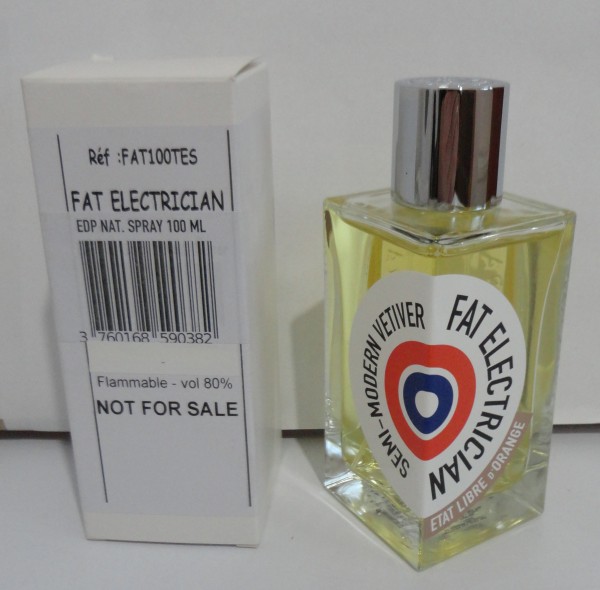 Réf :FAT100TES
FAT ELECTRICIAN
EDP NAT. SPRAY 100 ML
3 760168 590382
Flammable - vol 80%
NOT FOR SALE
SEMI-MODERN VETIVER
FAT ELECTRICIAN
ETAT LIBRE D'ORANGE